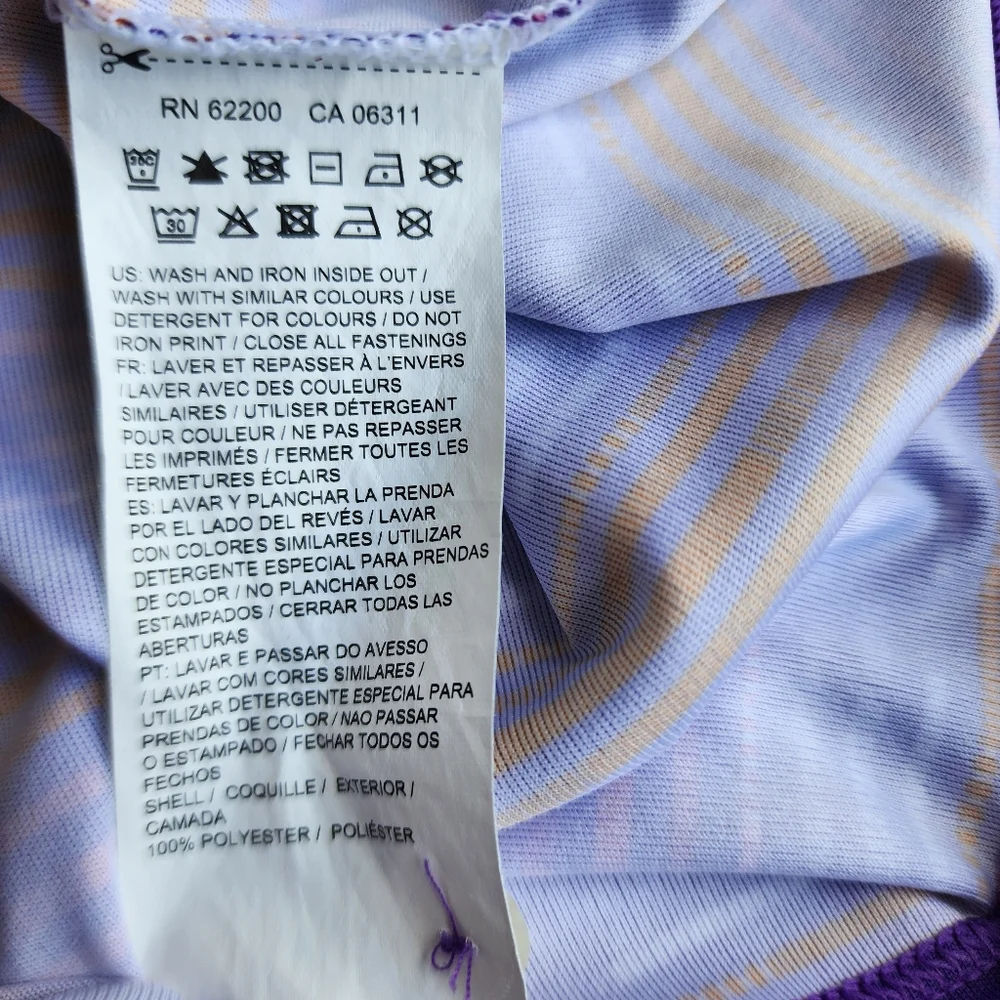 RN 62200 CA 06311
30
US: WASH AND IRON INSIDE OUT /
WASH WITH SIMILAR COLOURS / USE
DETERGENT FOR COLOURS / DO NOT
IRON PRINT / CLOSE ALL FASTENINGS
FR: LAVER ET REPASSER À L'ENVERS
/ LAVER AVEC DES COULEURS
SIMILAIRES / UTILISER DÉTERGEANT
POUR COULEUR / NE PAS REPASSER
LES IMPRIMÉS / FERMER TOUTES LES
FERMETURES ÉCLAIRS
ES: LAVAR Y PLANCHAR LA PRENDA
POR EL LADO DEL REVÉS / LAVAR
CON COLORES SIMILARES / UTILIZAR
DETERGENTE ESPECIAL PARA PRENDAS
DE COLOR / NO PLANCHAR LOS
ESTAMPADOS / CERRAR TODAS LAS
ABERTURAS
PT: LAVAR E PASSAR DO AVESSO
/ LAVAR COM CORES SIMILARES /
UTILIZAR DETERGENTE ESPECIAL PARA
PRENDAS DE COLOR / NAO PASSAR
O ESTAMPADO / FECHAR TODOS OS
FECHOS
SHELL / COQUILLE / EXTERIOR /
CAMADA
100% POLYESTER / POLIÉSTER